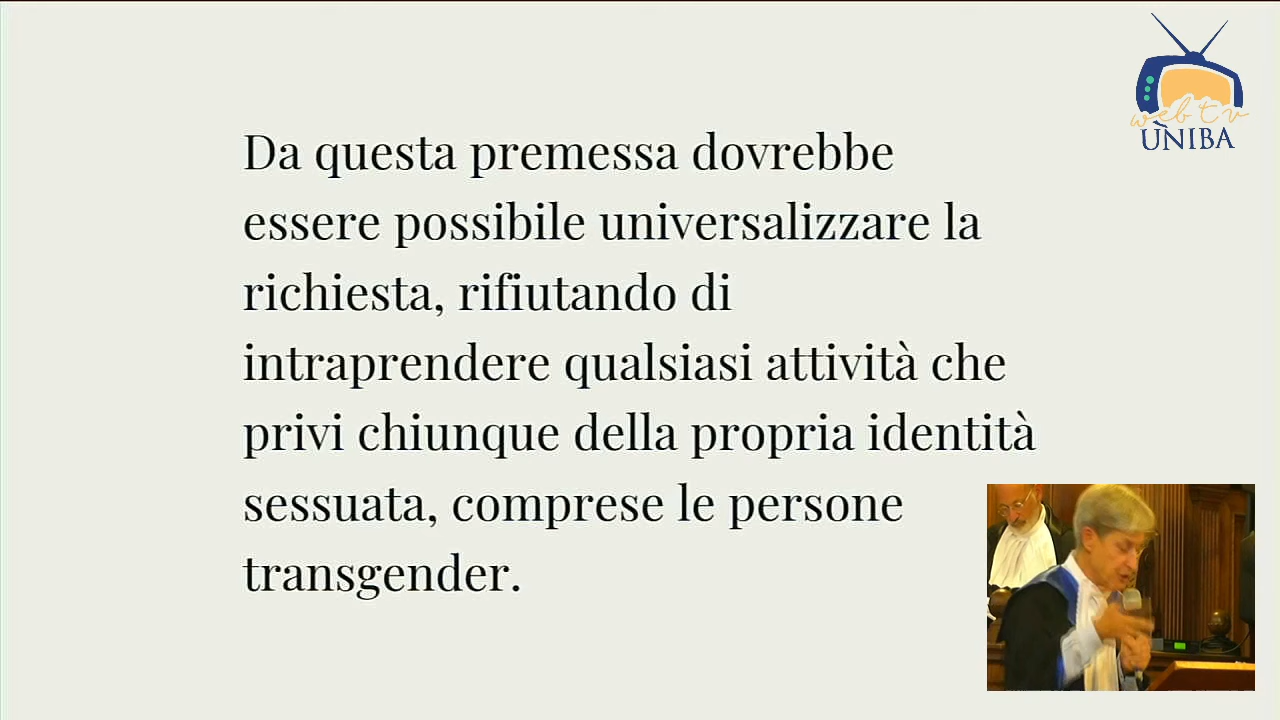 Da questa premessa dovrebbe
essere possibile universalizzare la
richiesta, rifiutando di
intraprendere qualsiasi attività che
privi chiunque della propria identità
sessuata, comprese le persone
transgender.
web tv
UNIBA